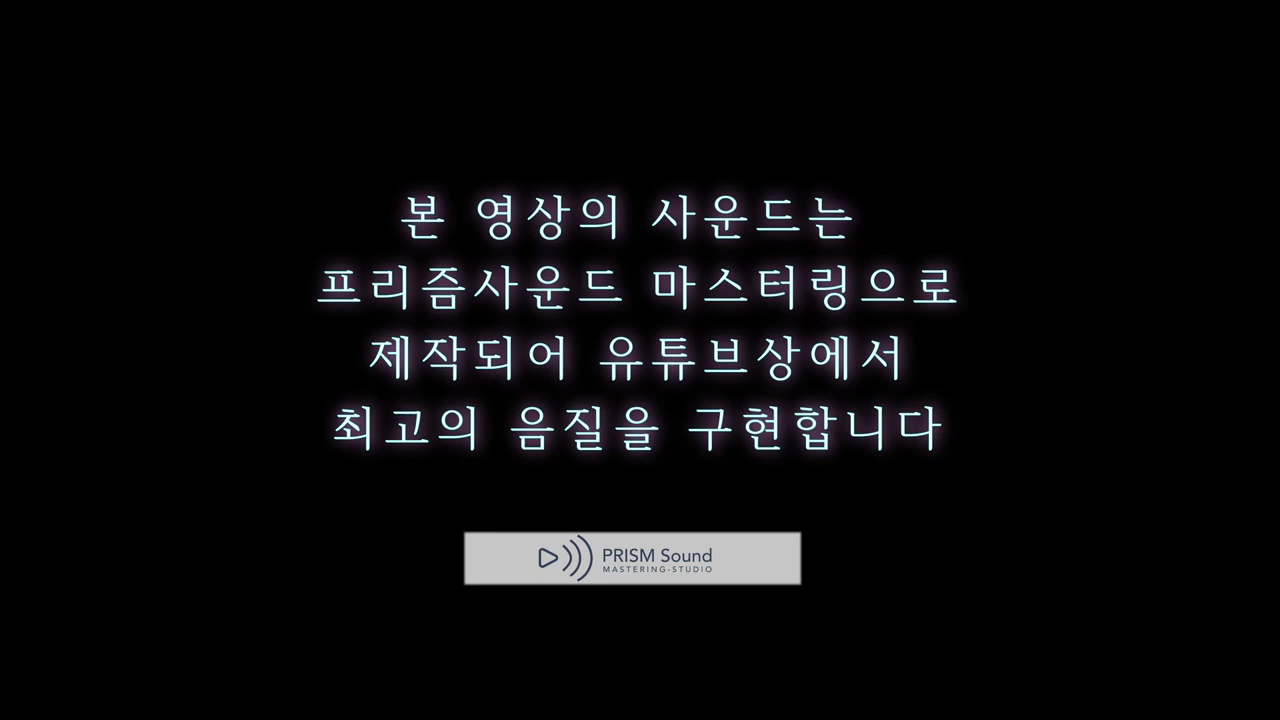 본 영상의 사운드는
프리즘사운드 마스터링으로
제작되어 유튜브상에서
최고의 음질을 구현합니다
PRISM Sound
MASTERING-STUDIO